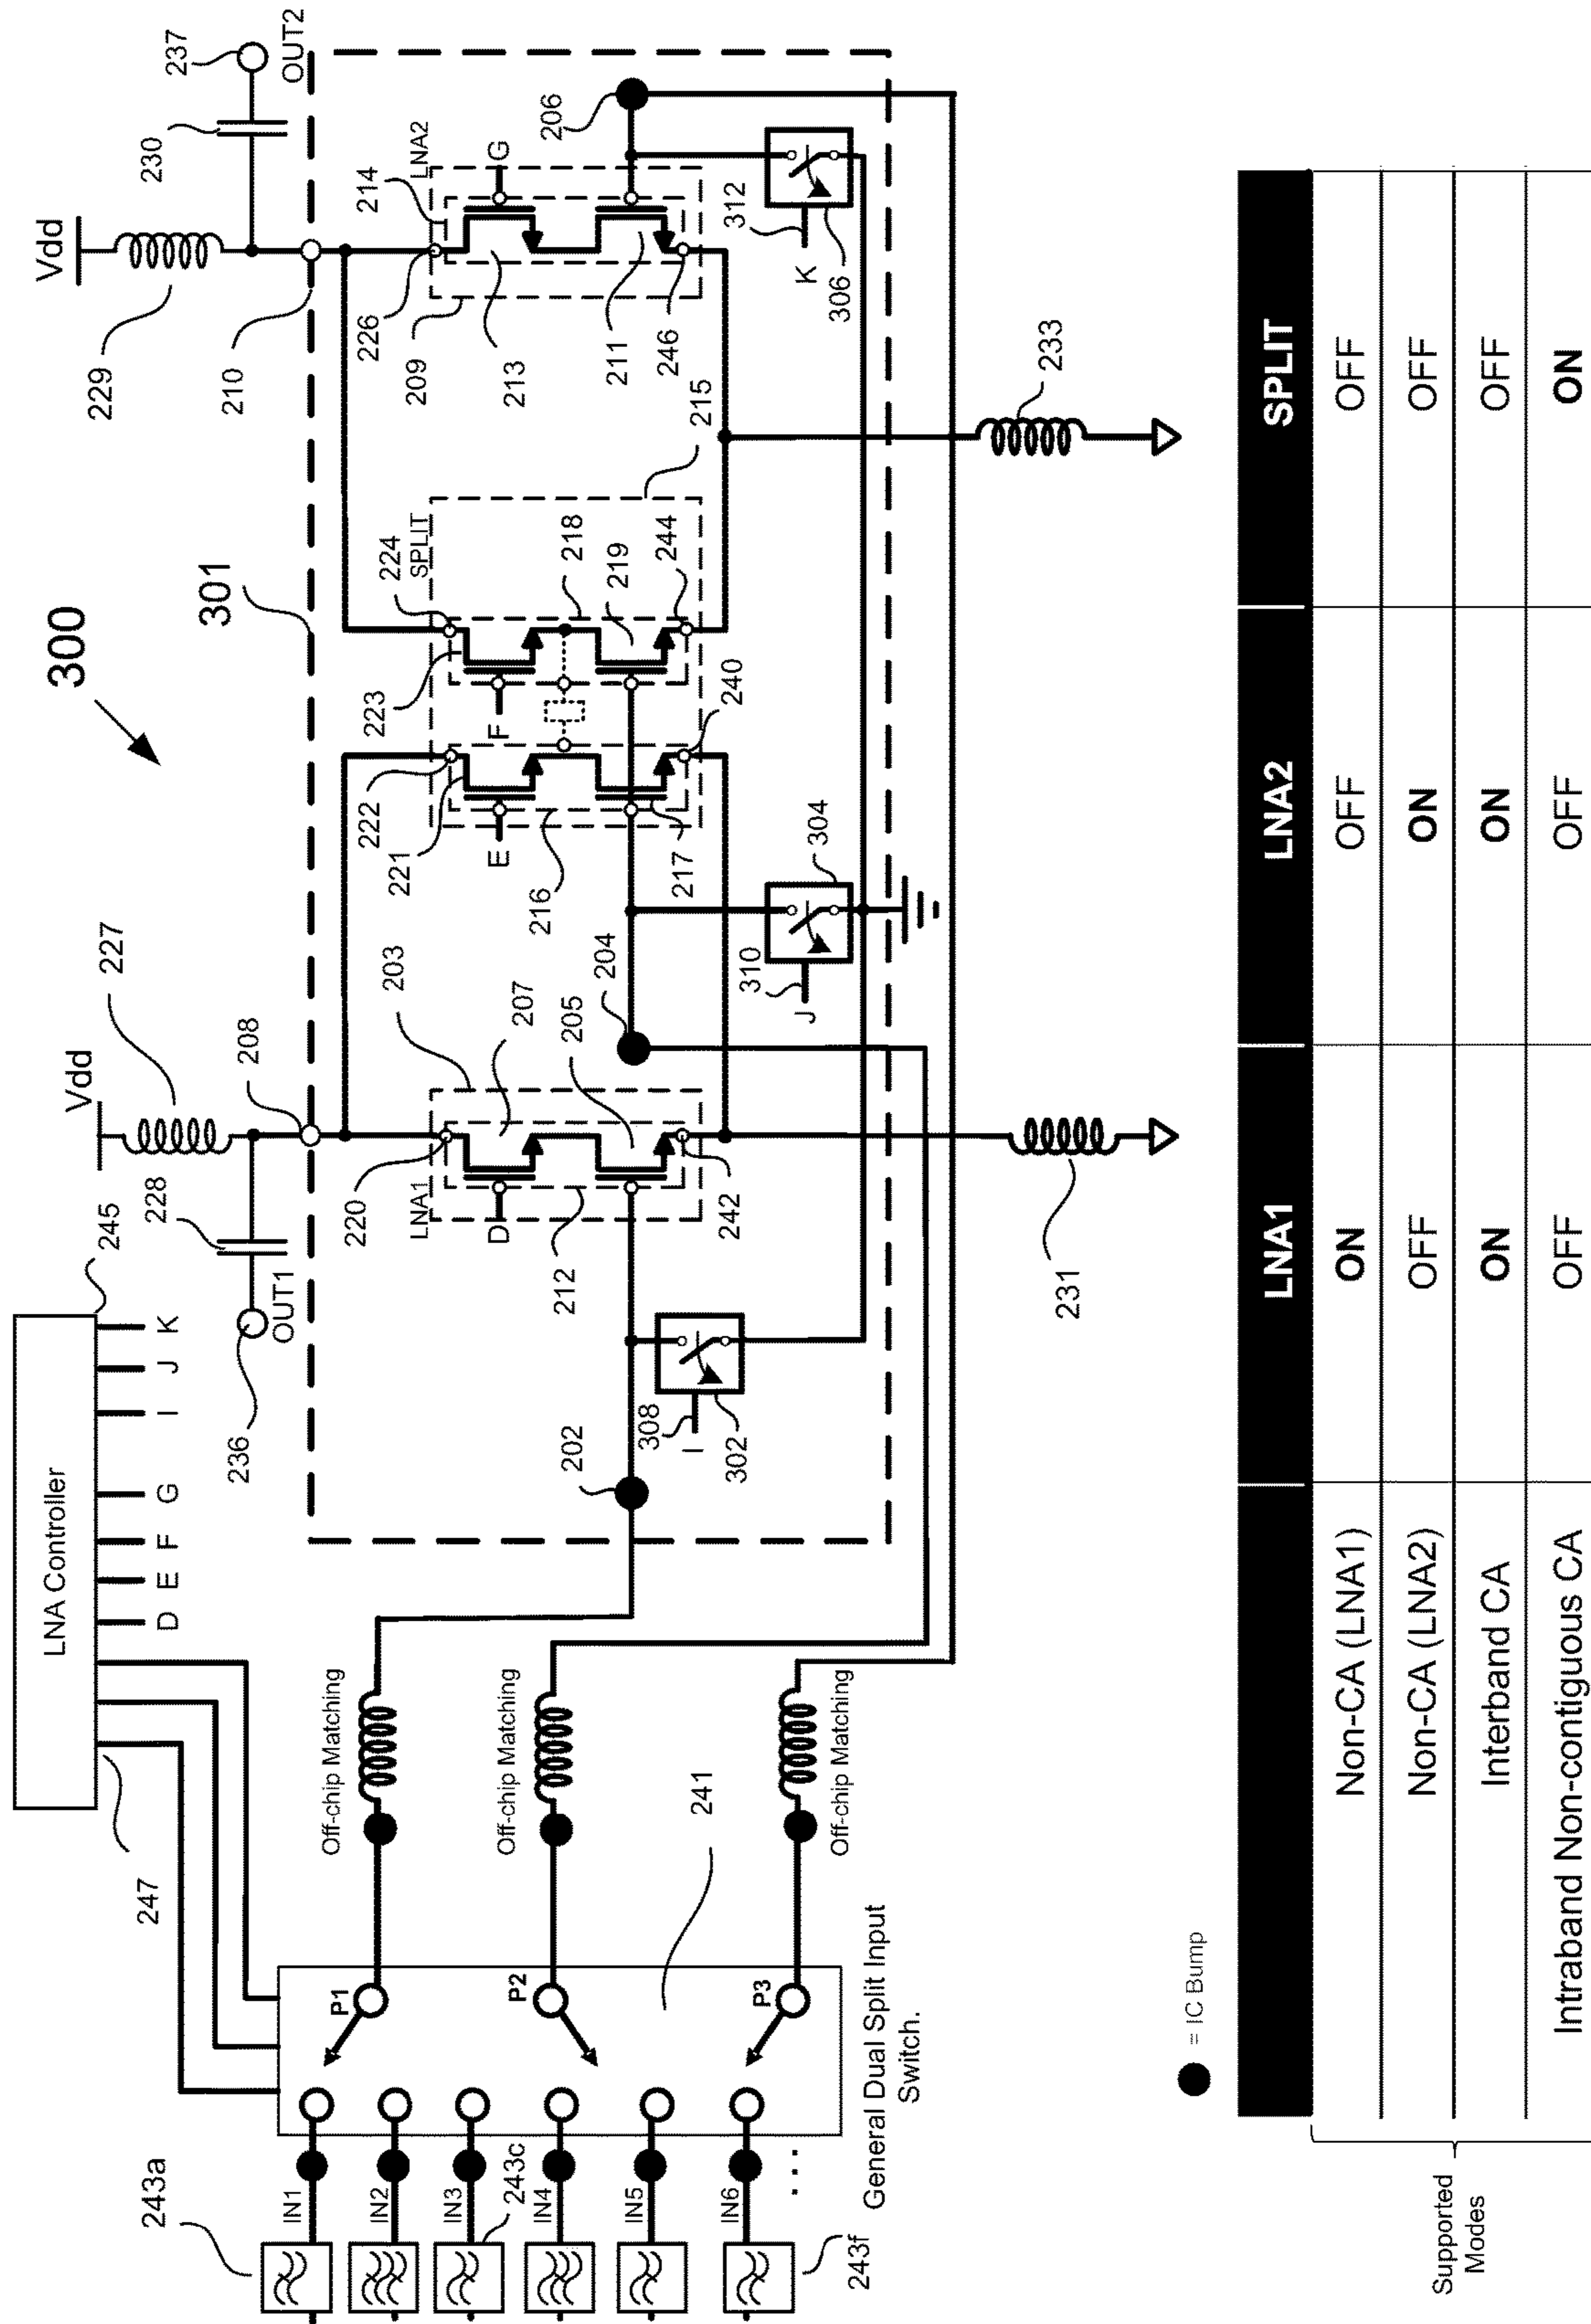 300
LNA Controller
245
247
D
E
F
G
I
J
K
Vdd
227
228
236
OUT1
208
301
Vdd
229
230
237
OUT2
210
243a
IN1
IN2
IN3
243c
IN4
IN5
IN6
243f
...
P1
P2
P3
241
General Dual Split Input
Switch.
Off-chip Matching
Off-chip Matching
Off-chip Matching
202
308
I
302
220
LNA1
D
212
242
203
207
205
204
310
J
304
222
221
E
216
217
F
223
224
SPLIT
218
219
244
240
215
226
209
213
211
246
214
LNA2
G
206
312
K
306
231
233
= IC Bump
LNA1 LNA2 SPLIT
Supported
Modes
Non-CA (LNA1) ON OFF OFF
Non-CA (LNA2) OFF ON OFF
Interband CA ON ON OFF
Intraband Non-contiguous CA OFF OFF ON